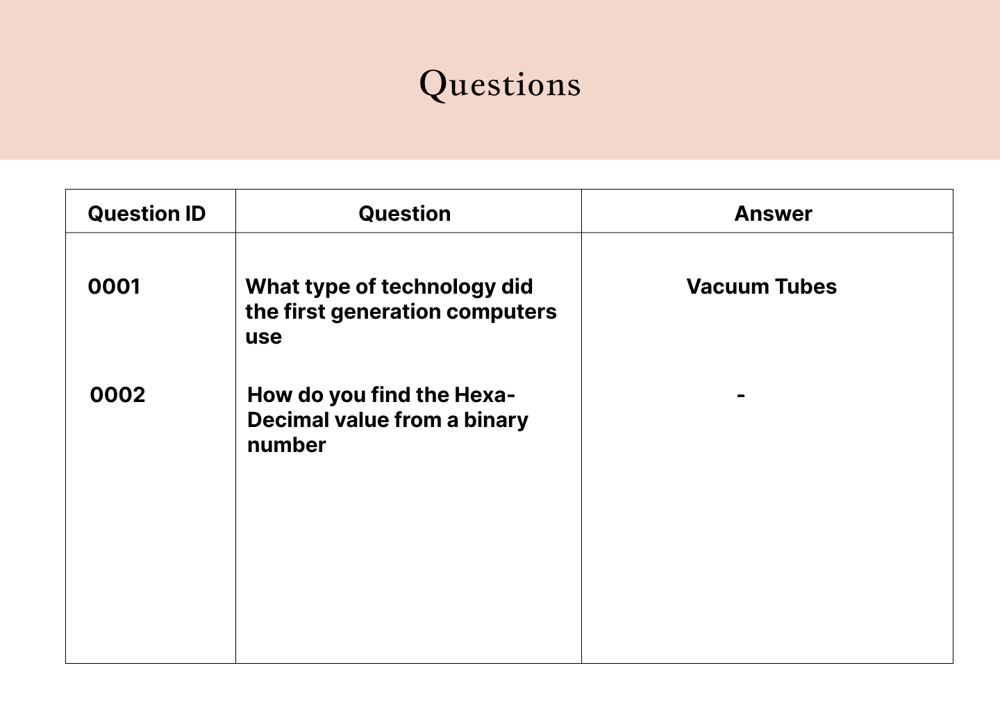 Questions
Question ID
Question
Answer
0001
What type of technology did
the first generation computers
use
Vacuum Tubes
0002
How do you find the Hexa-
Decimal value from a binary
number
-